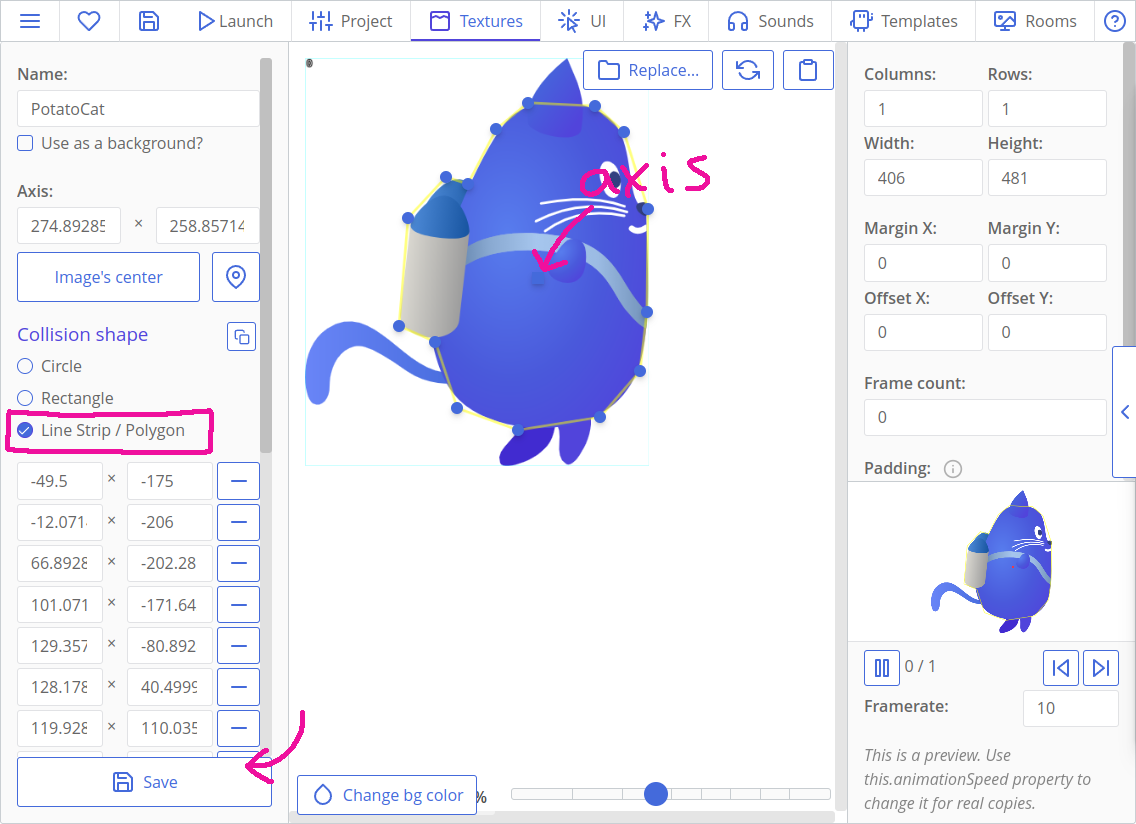 Launch Project Textures UI FX Sounds Templates Rooms ?
Name:
PotatoCat
Use as a background?
Axis:
274.89285 × 258.85714
Image's center
Collision shape
Circle
Rectangle
Line Strip / Polygon
-49.5 × -175
-12.071 × -206
66.8928 × -202.28
101.071 × -171.64
129.357 × -80.892
128.178 × 40.4999
119.928 × 110.035
Save
0
Replace...
axis
Change bg color
%
Columns: Rows:
1 1
Width: Height:
406 481
Margin X: Margin Y:
0 0
Offset X: Offset Y:
0 0
Frame count:
0
Padding:
0 / 1
Framerate:
10
This is a preview. Use
this.animationSpeed property to
change it for real copies.